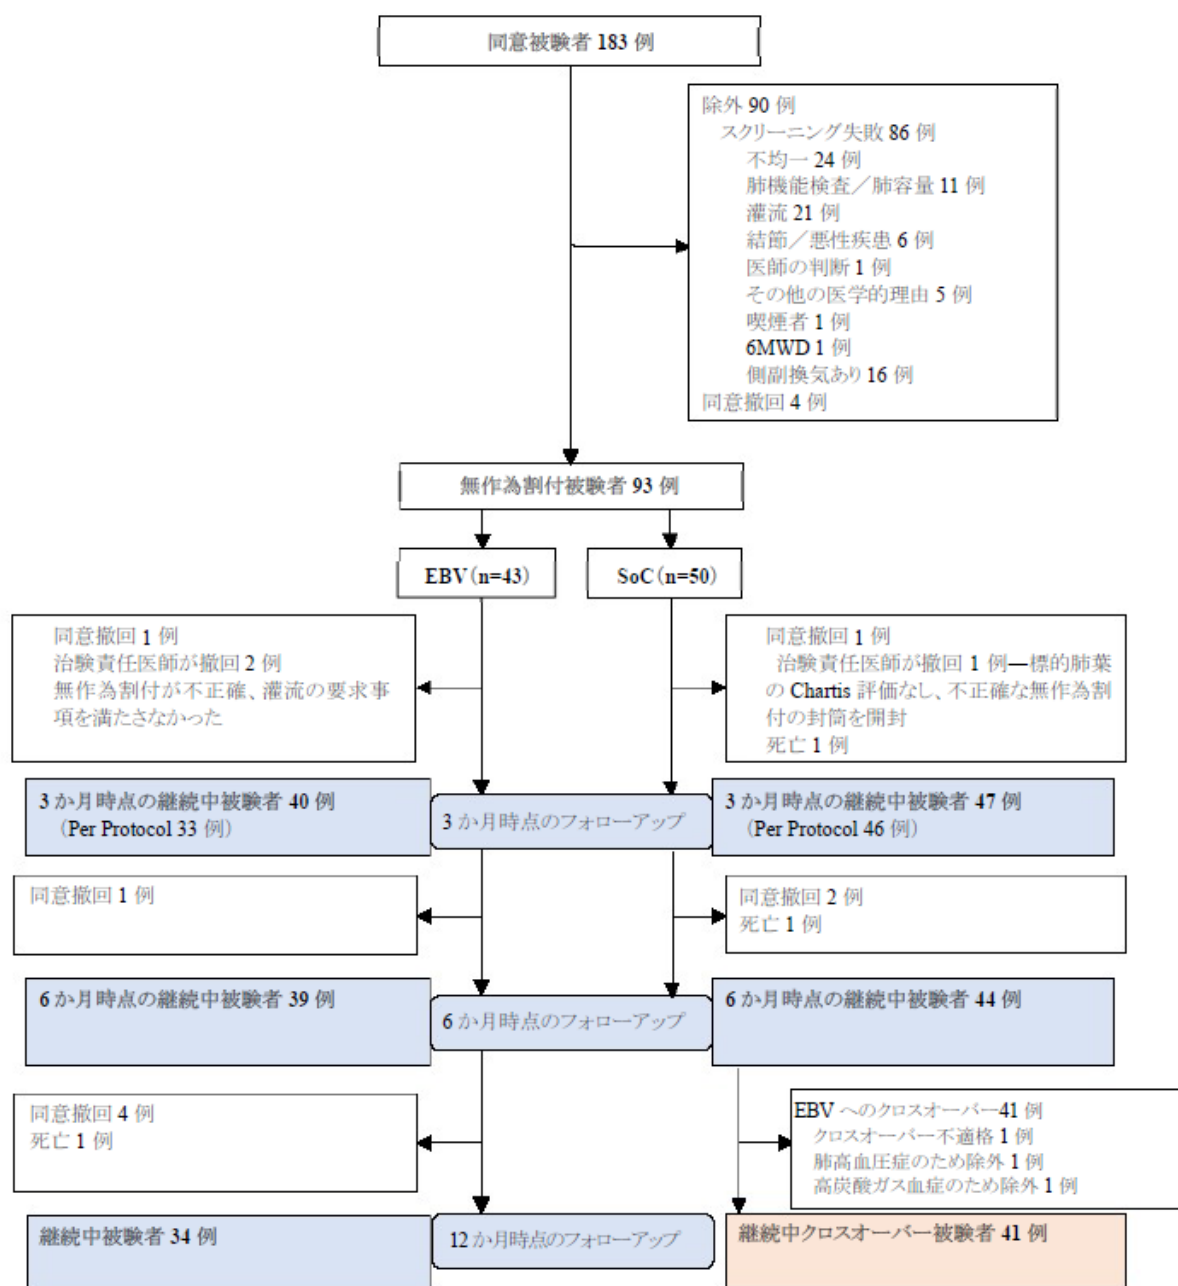 同意被験者 183 例
除外 90 例
スクリーニング失敗 86 例
不均一 24 例
肺機能検査／肺容量 11 例
灌流 21 例
結節／悪性疾患 6 例
医師の判断 1 例
その他の医学的理由 5 例
喫煙者 1 例
6MWD 1 例
側副換気あり 16 例
同意撤回 4 例
無作為割付被験者 93 例
EBV（n=43）
SoC（n=50）
同意撤回 1 例
治験責任医師が撤回 2 例
無作為割付が不正確、灌流の要求事
項を満たさなかった
同意撤回 1 例
治験責任医師が撤回 1 例―標的肺葉
の Chartis 評価なし、不正確な無作為割
付の封筒を開封
死亡 1 例
3 か月時点の継続中被験者 40 例
（Per Protocol 33 例）
3 か月時点のフォローアップ
3 か月時点の継続中被験者 47 例
（Per Protocol 46 例）
同意撤回 1 例
同意撤回 2 例
死亡 1 例
6 か月時点の継続中被験者 39 例
6 か月時点のフォローアップ
6 か月時点の継続中被験者 44 例
同意撤回 4 例
死亡 1 例
EBV へのクロスオーバー41 例
クロスオーバー不適格 1 例
肺高血圧症のため除外 1 例
高炭酸ガス血症のため除外 1 例
継続中被験者 34 例
12 か月時点のフォローアップ
継続中クロスオーバー被験者 41 例